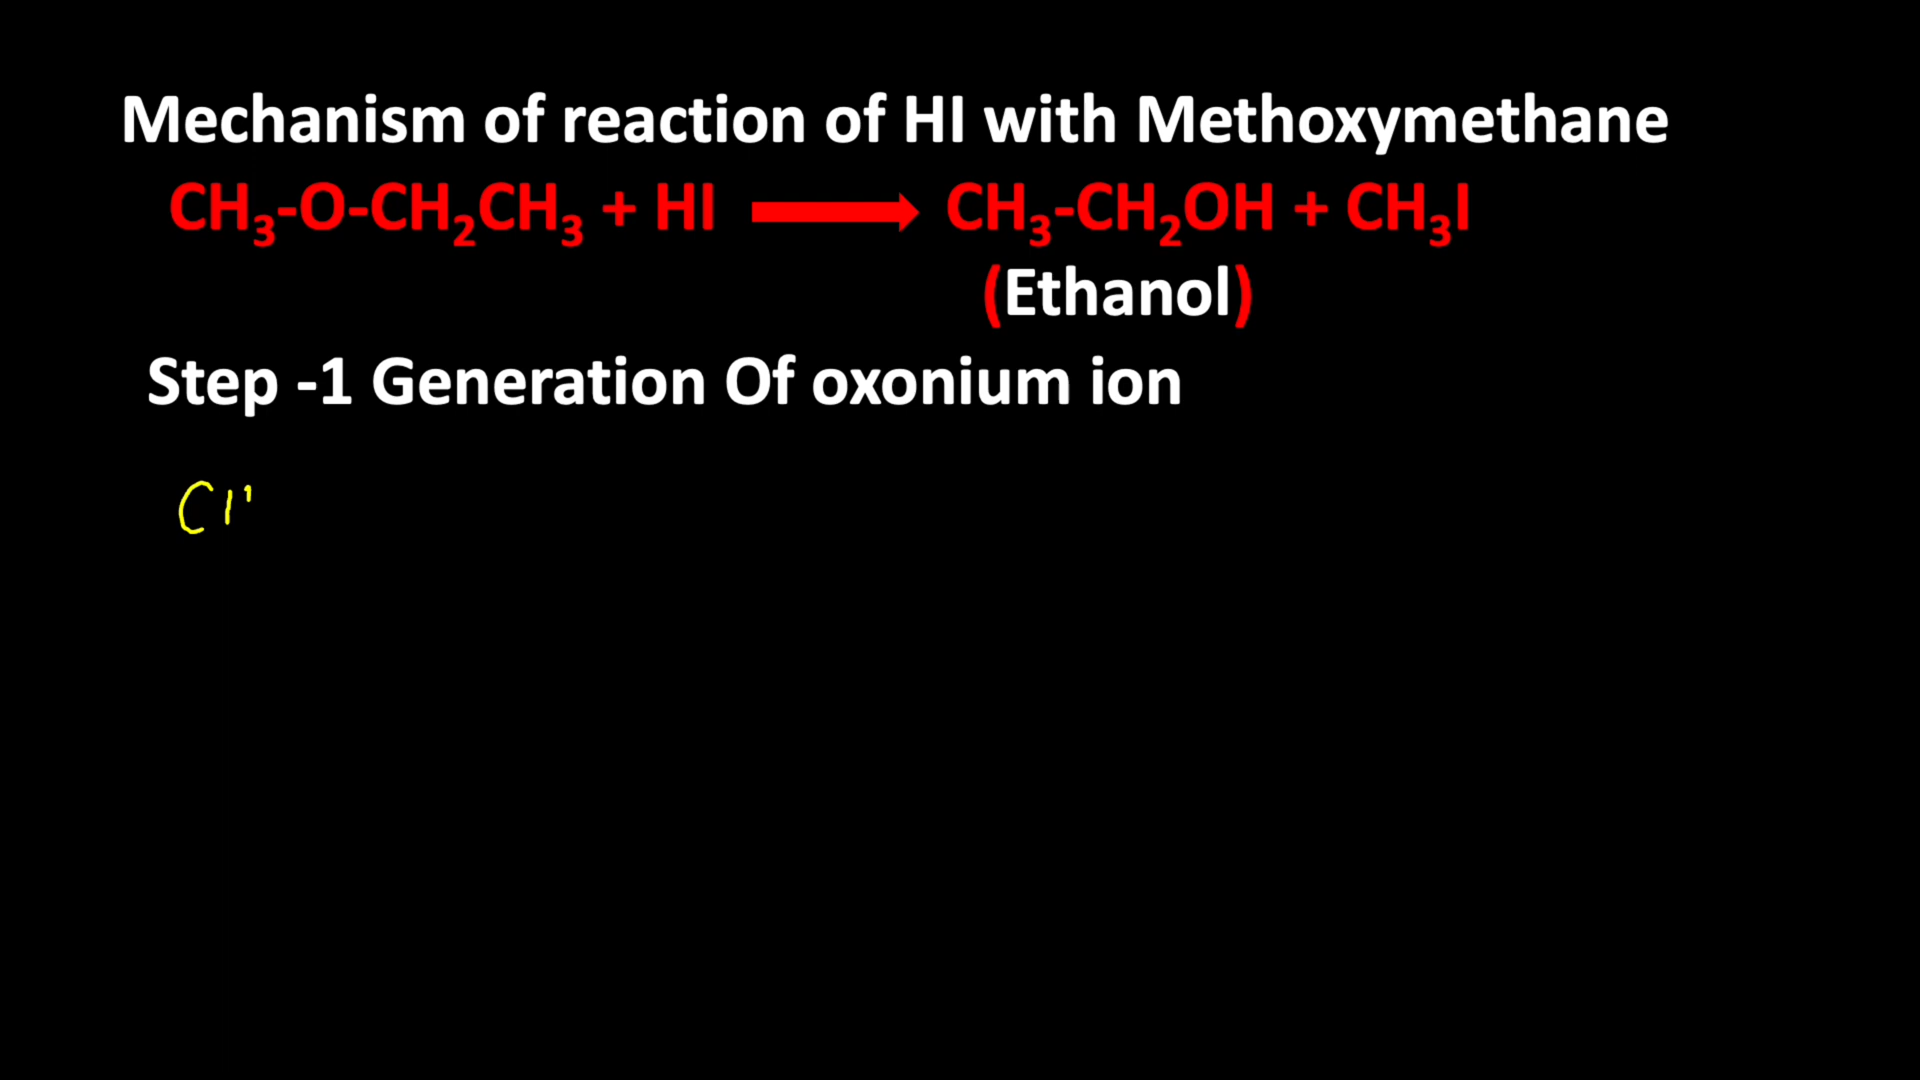 Mechanism of reaction of HI with Methoxymethane
CH₃-O-CH₂CH₃ + HI → CH₃-CH₂OH + CH₃I
(Ethanol)
Step -1 Generation Of oxonium ion